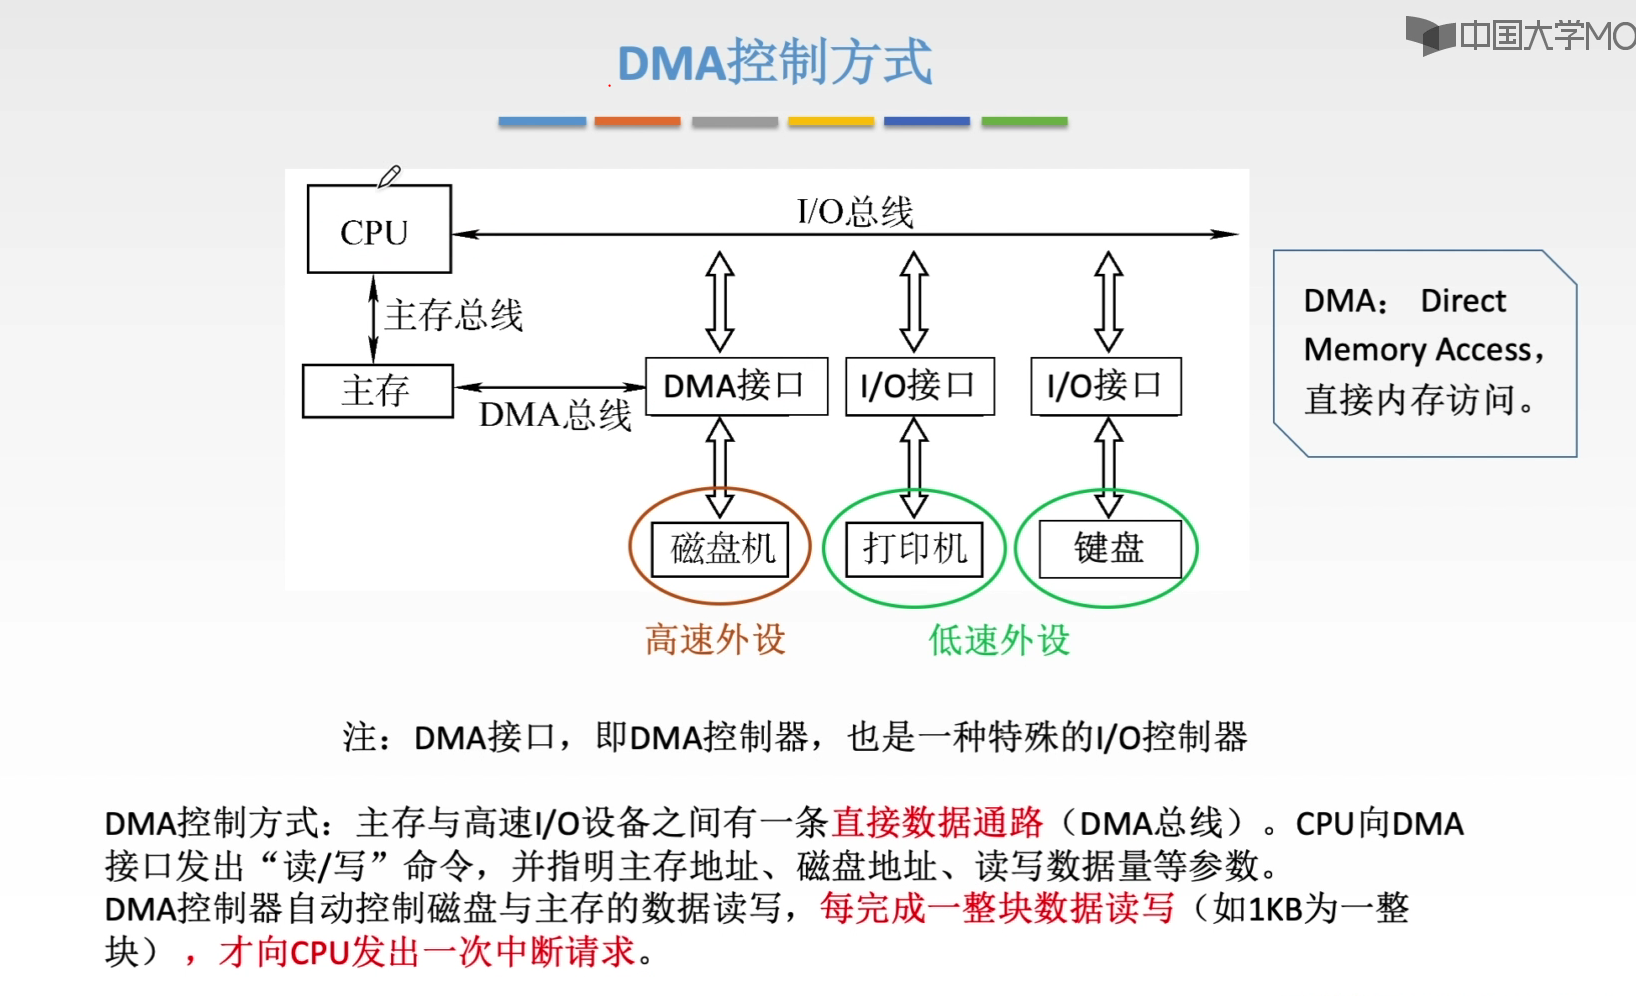 中国大学MO
DMA控制方式
CPU
I/O总线
主存总线
主存
DMA总线
DMA接口
I/O接口
I/O接口
磁盘机
打印机
键盘
高速外设
低速外设
DMA： Direct
Memory Access，
直接内存访问。
注：DMA接口，即DMA控制器，也是一种特殊的I/O控制器
DMA控制方式：主存与高速I/O设备之间有一条直接数据通路（DMA总线）。CPU向DMA
接口发出“读/写”命令，并指明主存地址、磁盘地址、读写数据量等参数。
DMA控制器自动控制磁盘与主存的数据读写，每完成一整块数据读写（如1KB为一整
块），才向CPU发出一次中断请求。